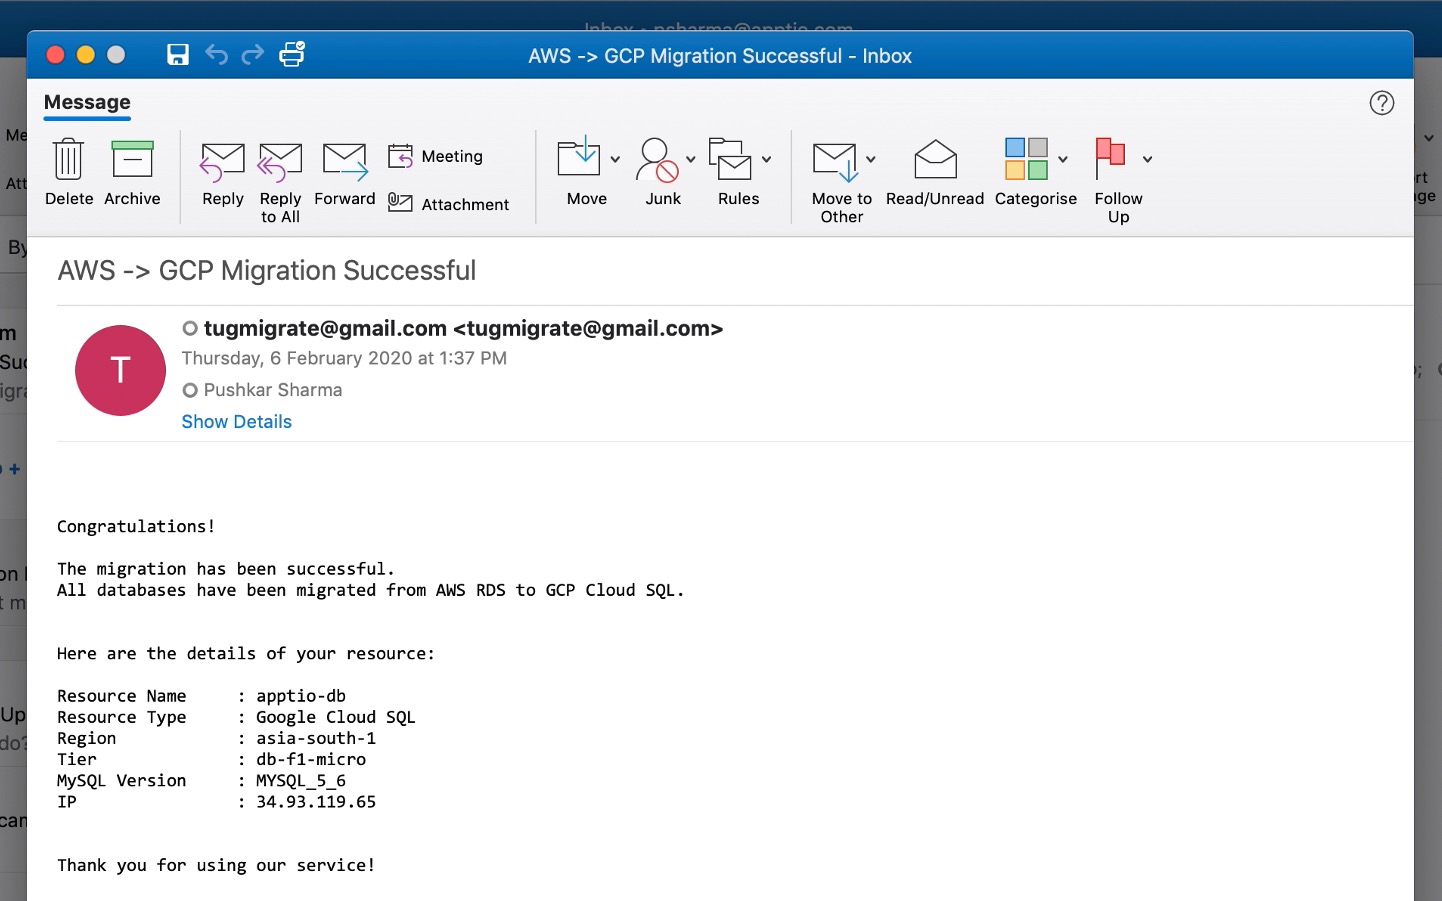 Inbox • psharma@apptio.com
AWS -> GCP Migration Successful - Inbox
Message
Delete
Archive
Reply
Reply to All
Forward
Meeting
Attachment
Move
Junk
Rules
Move to Other
Read/Unread
Categorise
Follow Up
AWS -> GCP Migration Successful
T
tugmigrate@gmail.com <tugmigrate@gmail.com>
Thursday, 6 February 2020 at 1:37 PM
Pushkar Sharma
Show Details
Congratulations!
The migration has been successful.
All databases have been migrated from AWS RDS to GCP Cloud SQL.
Here are the details of your resource:
Resource Name : apptio-db
Resource Type : Google Cloud SQL
Region : asia-south-1
Tier : db-f1-micro
MySQL Version : MYSQL_5_6
IP : 34.93.119.65
Thank you for using our service!